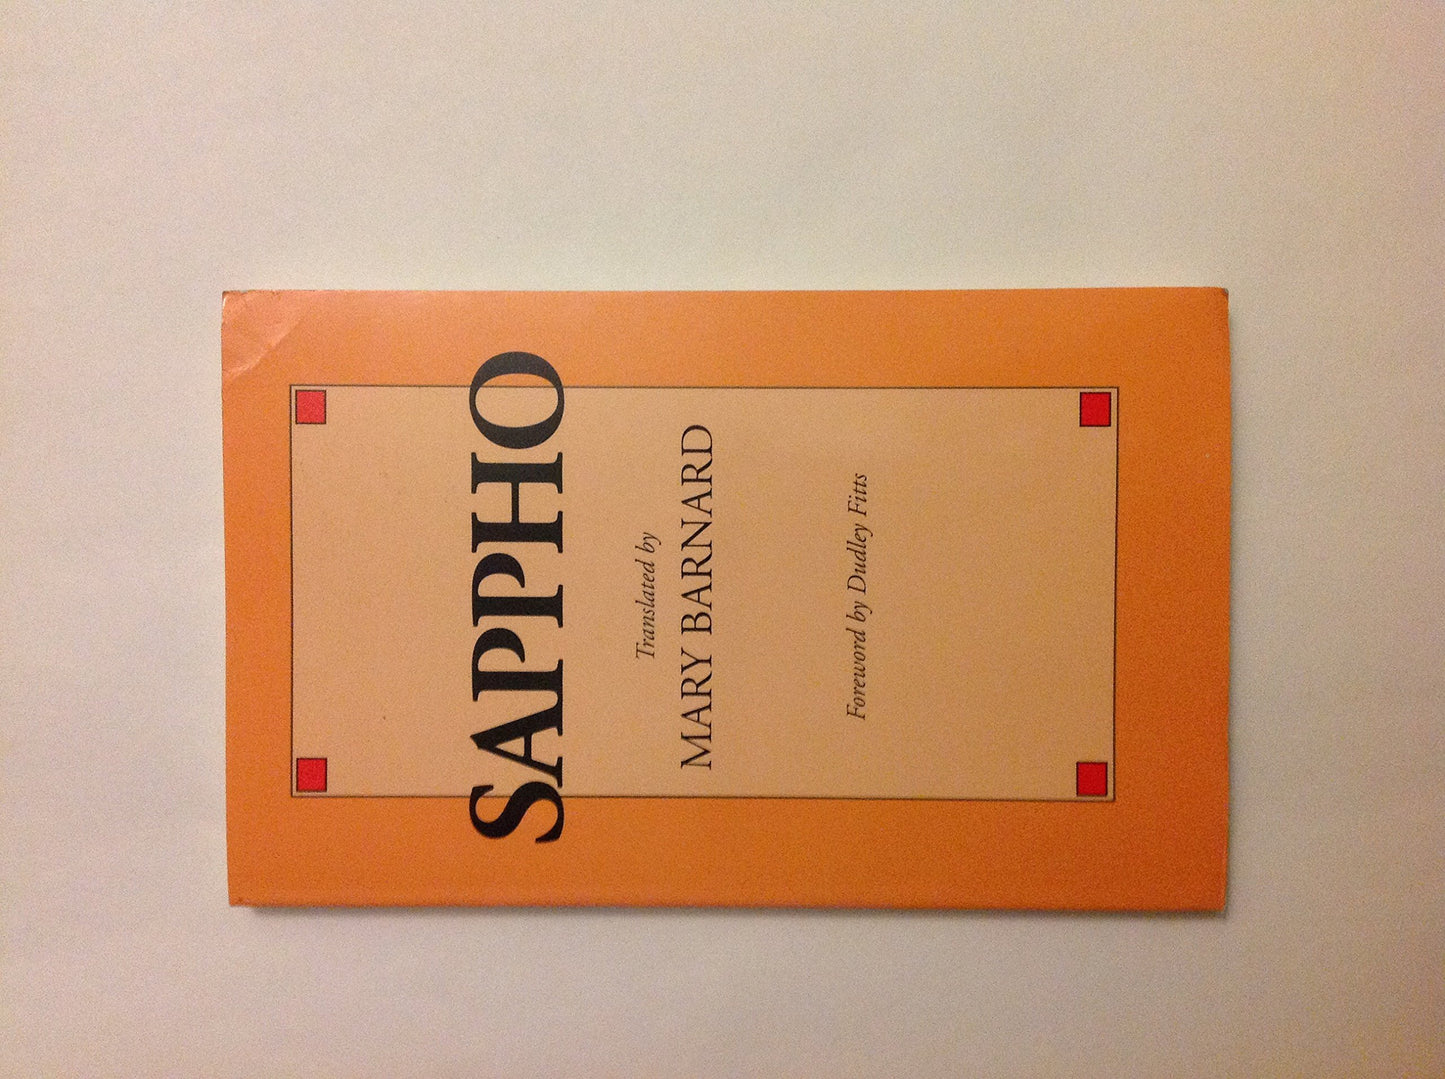 SAPPHO
Translated by
MARY BARNARD
Foreword by Dudley Fitts